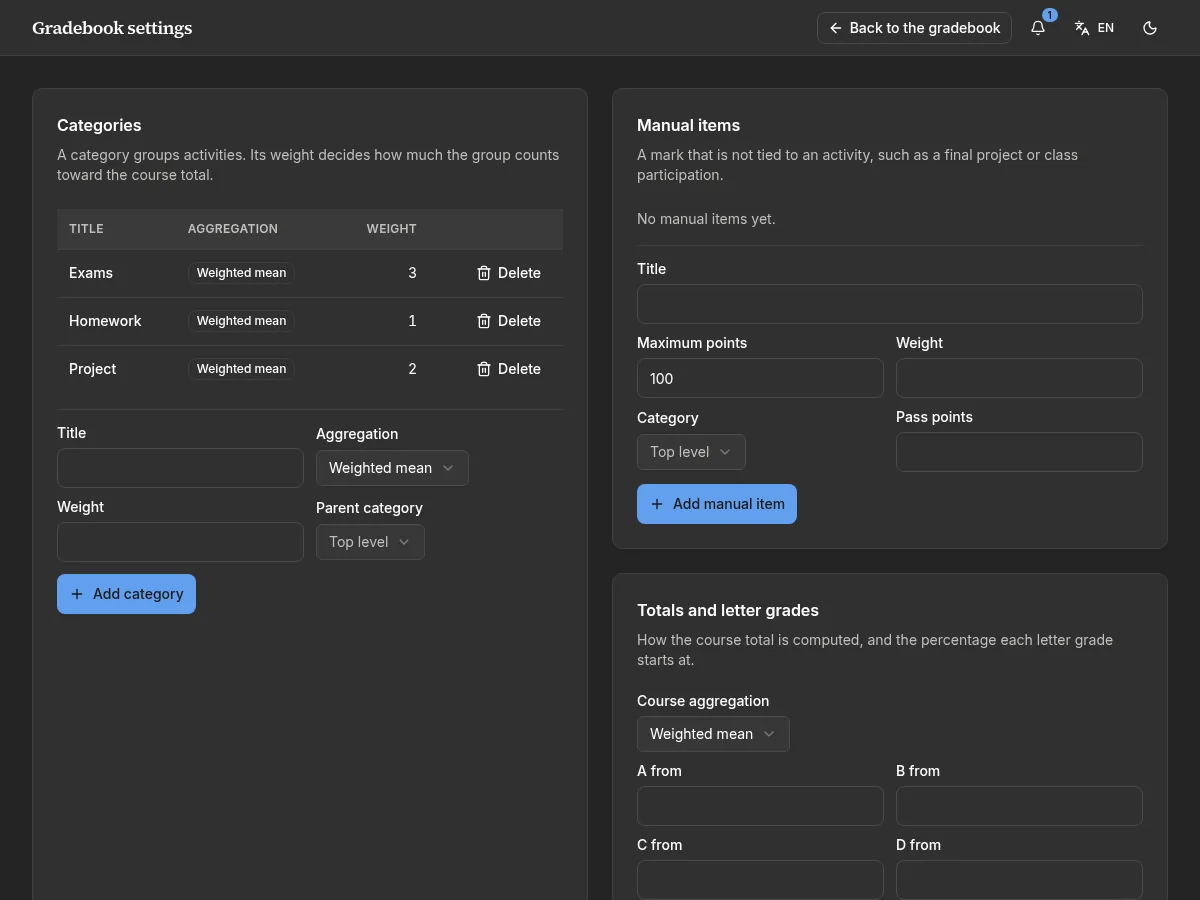 Gradebook settings
Back to the gradebook
1
EN
Categories
A category groups activities. Its weight decides how much the group counts
toward the course total.
TITLE AGGREGATION WEIGHT
Exams Weighted mean 3 Delete
Homework Weighted mean 1 Delete
Project Weighted mean 2 Delete
Title Aggregation
Weighted mean
Weight Parent category
Top level
Add category
Manual items
A mark that is not tied to an activity, such as a final project or class
participation.
No manual items yet.
Title
Maximum points Weight
100
Category Pass points
Top level
Add manual item
Totals and letter grades
How the course total is computed, and the percentage each letter grade
starts at.
Course aggregation
Weighted mean
A from B from
C from D from